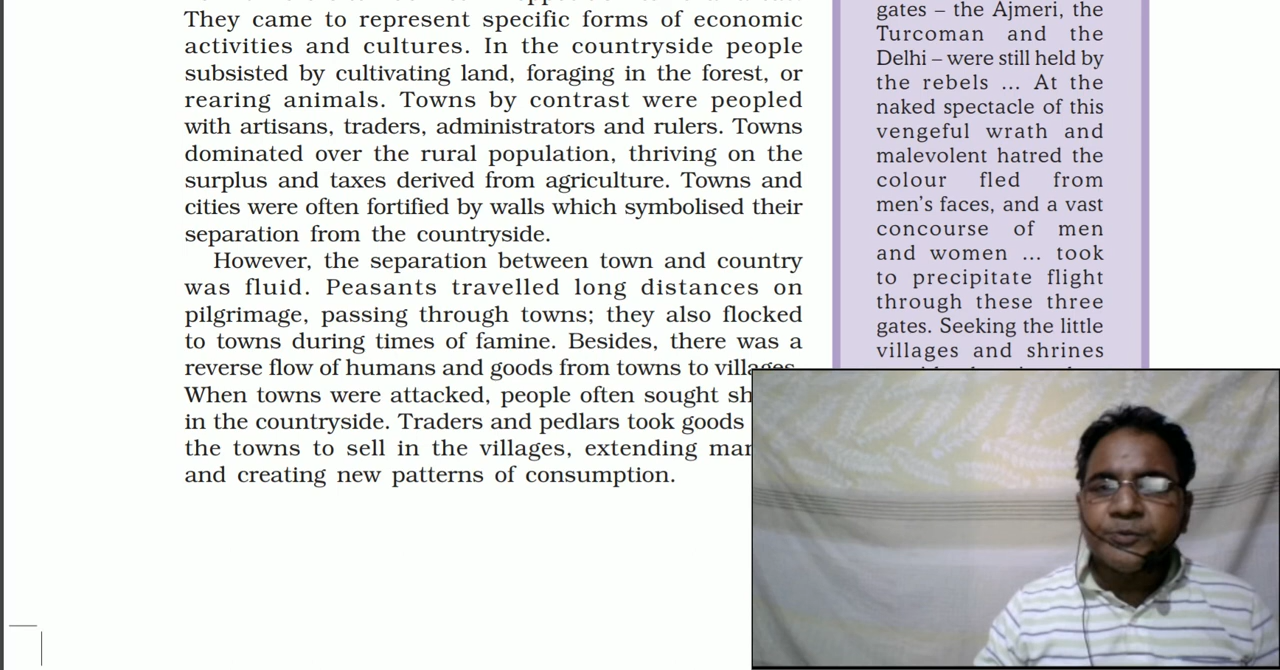 They came to represent specific forms of economic
activities and cultures. In the countryside people
subsisted by cultivating land, foraging in the forest, or
rearing animals. Towns by contrast were peopled
with artisans, traders, administrators and rulers. Towns
dominated over the rural population, thriving on the
surplus and taxes derived from agriculture. Towns and
cities were often fortified by walls which symbolised their
separation from the countryside.
However, the separation between town and country
was fluid. Peasants travelled long distances on
pilgrimage, passing through towns; they also flocked
to towns during times of famine. Besides, there was a
reverse flow of humans and goods from towns to villages.
When towns were attacked, people often sought
in the countryside. Traders and pedlars took goods
the towns to sell in the villages, extending
and creating new patterns of consumption.
gates – the Ajmeri, the
Turcoman and the
Delhi – were still held by
the rebels ... At the
naked spectacle of this
vengeful wrath and
malevolent hatred the
colour fled from
men's faces, and a vast
concourse of men
and women ... took
to precipitate flight
through these three
gates. Seeking the little
villages and shrines